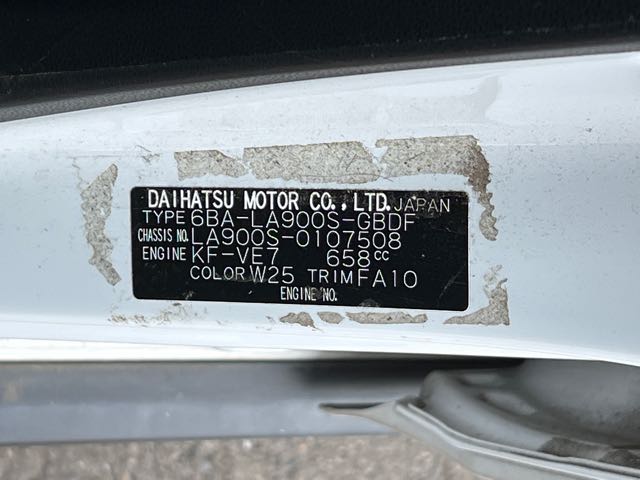 DAIHATSU MOTOR CO.,LTD. JAPAN
TYPE 6BA-LA900S-GBDF
CHASSIS NO. LA900S-0107508
ENGINE KF-VE7 658cc
COLOR W25 TRIM FA10
ENGINE NO.